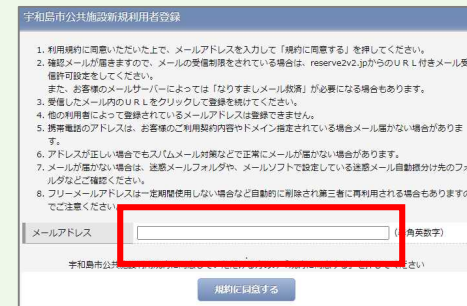 宇和島市公共施設新規利用者登録
1. 利用規約に同意いただいた上で、メールアドレスを入力して「規約に同意する」を押してください。
2. 確認メールが届きますので、メールの受信制限をされている場合は、reserve2v2.jpからのＵＲＬ付きメール受
信許可設定をしてください。
また、お客様のメールサーバーによっては「なりすましメール救済」が必要になる場合もあります。
3. 受信したメール内のＵＲＬをクリックして登録を続けてください。
4. 他の利用者によって登録されているメールアドレスは登録できません。
5. 携帯電話のアドレスは、お客様のご利用契約内容やドメイン指定されている場合メール届かない場合がありま
す。
6. アドレスが正しい場合でもスパムメール対策などで正常にメールが届かない場合があります。
7. メールが届かない場合は、迷惑メールフォルダや、メールソフトで設定している迷惑メール自動振分け先のフォ
ルダなどご確認ください。
8. フリーメールアドレスは一定期間使用しない場合など自動的に削除され第三者に再利用される場合もありますの
でご注意ください。
メールアドレス
角英数字）
宇和島市公共
ださい
規約に同意する